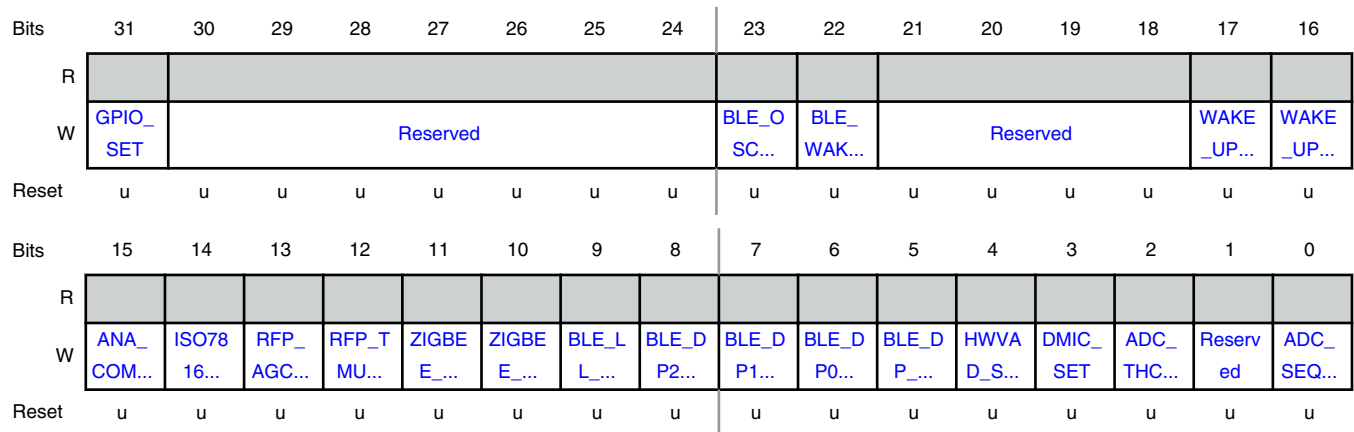 Bits 31 30 29 28 27 26 25 24 23 22 21 20 19 18 17 16
R
W GPIO_ Reserved BLE_O BLE_ Reserved WAKE WAKE
SET SC... WAK... _UP... _UP...
Reset u u u u u u u u u u u u u u u u
Bits 15 14 13 12 11 10 9 8 7 6 5 4 3 2 1 0
R
W ANA_ ISO78 RFP_ RFP_T ZIGBE ZIGBE BLE_L BLE_D BLE_D BLE_D BLE_D HWVA DMIC_ ADC_ Reserv ADC_
COM... 16... AGC... MU... E_... E_... L_... P2... P1... P0... P_... D_S... SET THC... ed SEQ...
Reset u u u u u u u u u u u u u u u u